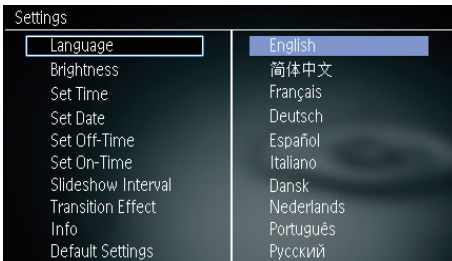 Settings
Language
Brightness
Set Time
Set Date
Set Off-Time
Set On-Time
Slideshow Interval
Transition Effect
Info
Default Settings
English
简体中文
Français
Deutsch
Español
Italiano
Dansk
Nederlands
Português
Русский